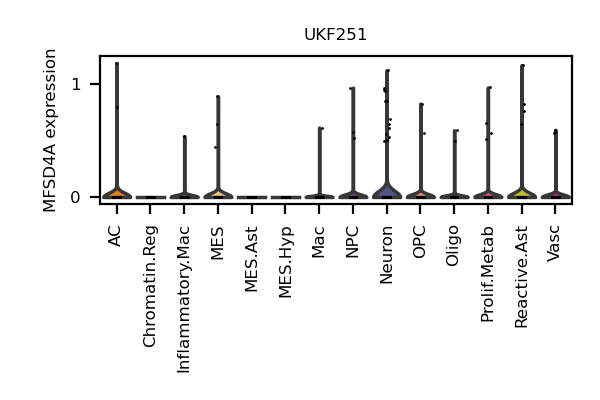 UKF251
MFSD4A expression
1
0
AC
Chromatin.Reg
Inflammatory.Mac
MES
MES.Ast
MES.Hyp
Mac
NPC
Neuron
OPC
Oligo
Prolif.Metab
Reactive.Ast
Vasc